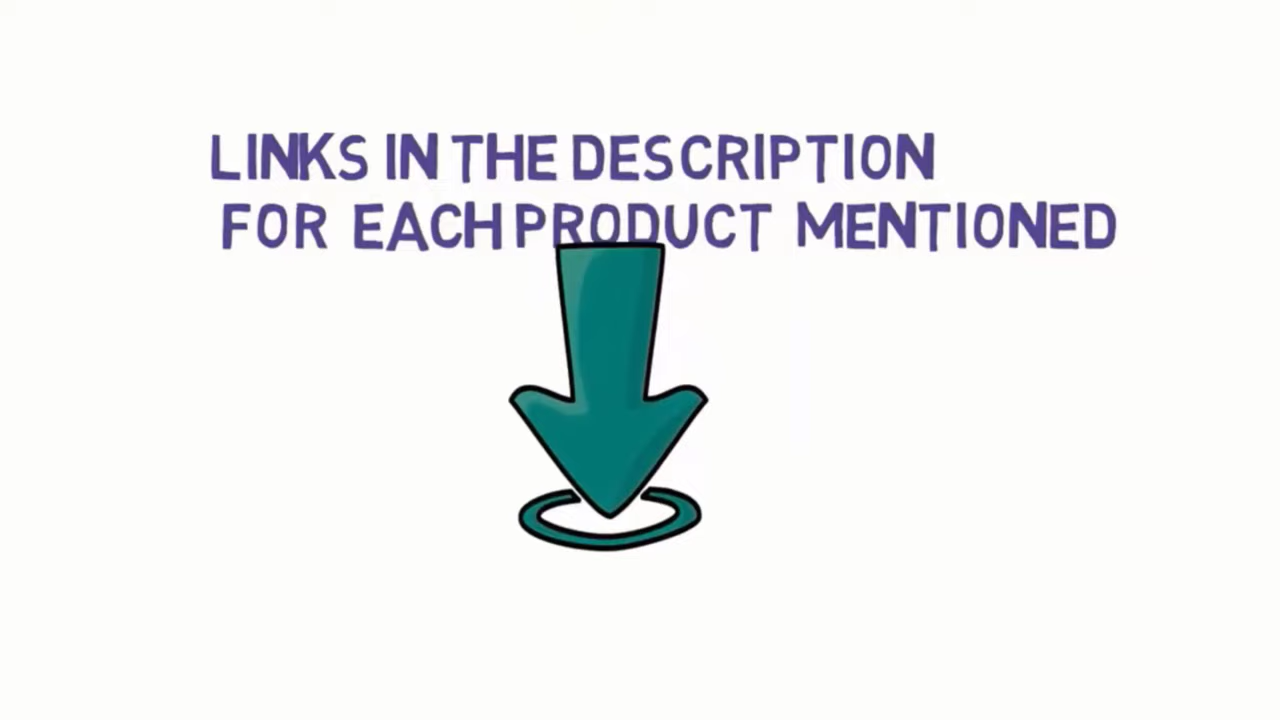 LINKS IN THE DESCRIPTION
FOR EACH PRODUCT MENTIONED